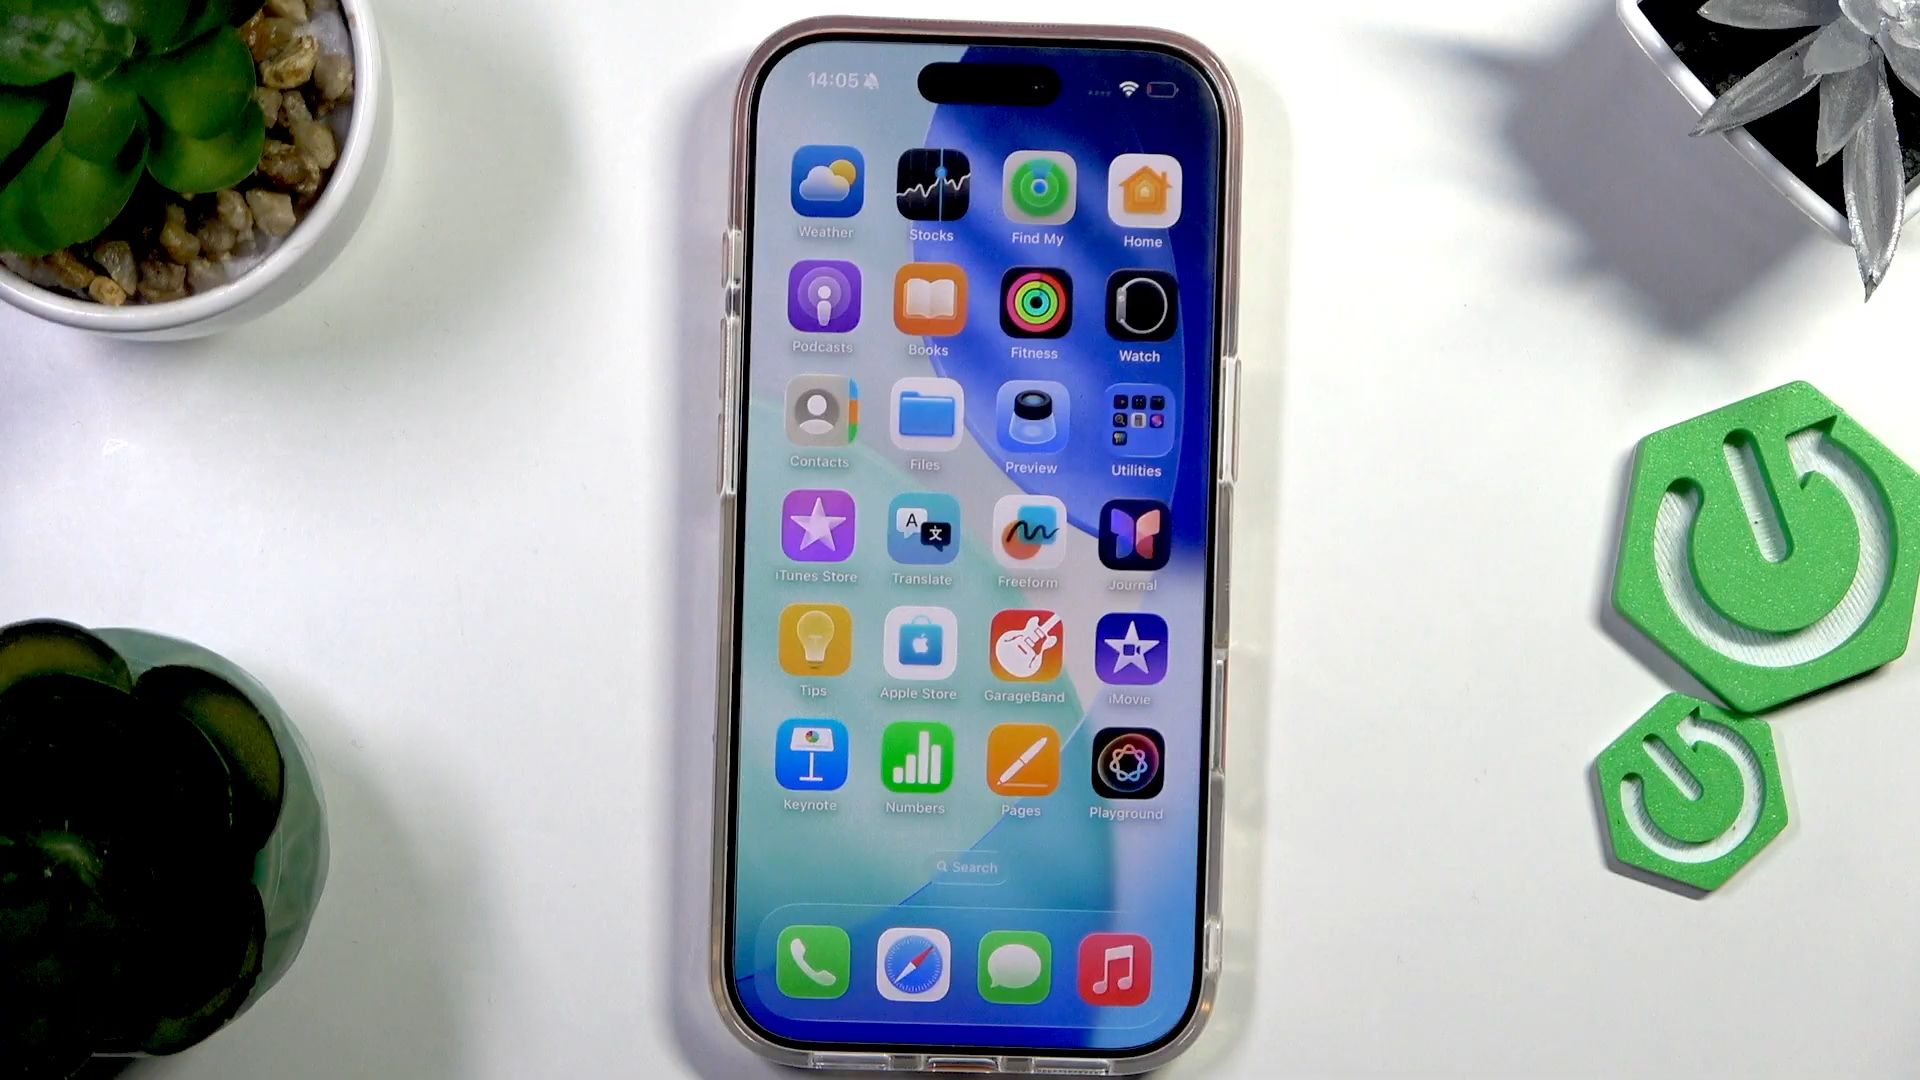 14:05
Weather Stocks Find My Home
Podcasts Books Fitness Watch
Contacts Files Preview Utilities
iTunes Store Translate Freeform Journal
A 文
Tips Apple Store GarageBand iMovie
Keynote Numbers Pages Playground
Search